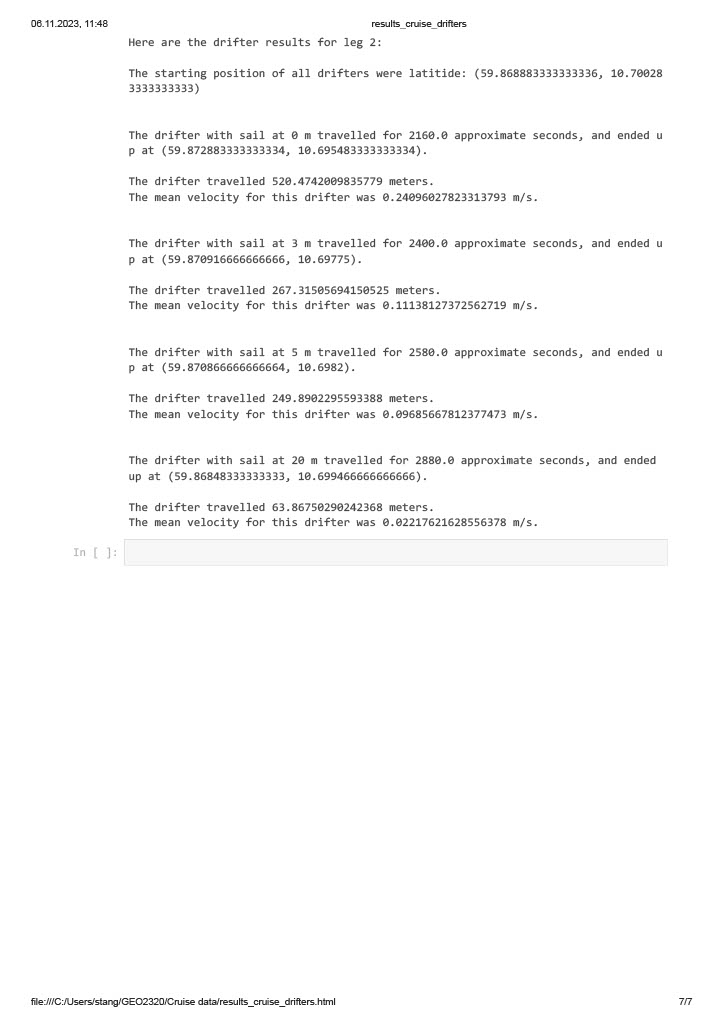 06.11.2023, 11:48
results_cruise_drifters
Here are the drifter results for leg 2:
The starting position of all drifters were latitide: (59.868883333333336, 10.70028
3333333333)
The drifter with sail at 0 m travelled for 2160.0 approximate seconds, and ended u
p at (59.872883333333334, 10.695483333333334).
The drifter travelled 520.4742009835779 meters.
The mean velocity for this drifter was 0.24096027823313793 m/s.
The drifter with sail at 3 m travelled for 2400.0 approximate seconds, and ended u
p at (59.870916666666666, 10.69775).
The drifter travelled 267.31505694150525 meters.
The mean velocity for this drifter was 0.11138127372562719 m/s.
The drifter with sail at 5 m travelled for 2580.0 approximate seconds, and ended u
p at (59.870866666666664, 10.6982).
The drifter travelled 249.8902295593388 meters.
The mean velocity for this drifter was 0.09685667812377473 m/s.
The drifter with sail at 20 m travelled for 2880.0 approximate seconds, and ended
up at (59.86848333333333, 10.699466666666666).
The drifter travelled 63.86750290242368 meters.
The mean velocity for this drifter was 0.02217621628556378 m/s.
In [ ]:
file:///C:/Users/stang/GEO2320/Cruise data/results_cruise_drifters.html
7/7